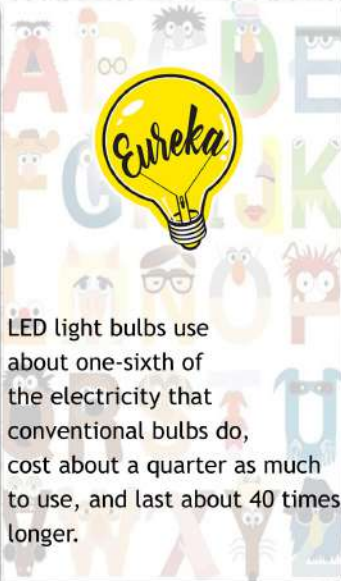 Eureka
LED light bulbs use
about one-sixth of
the electricity that
conventional bulbs do,
cost about a quarter as much
to use, and last about 40 times
longer.